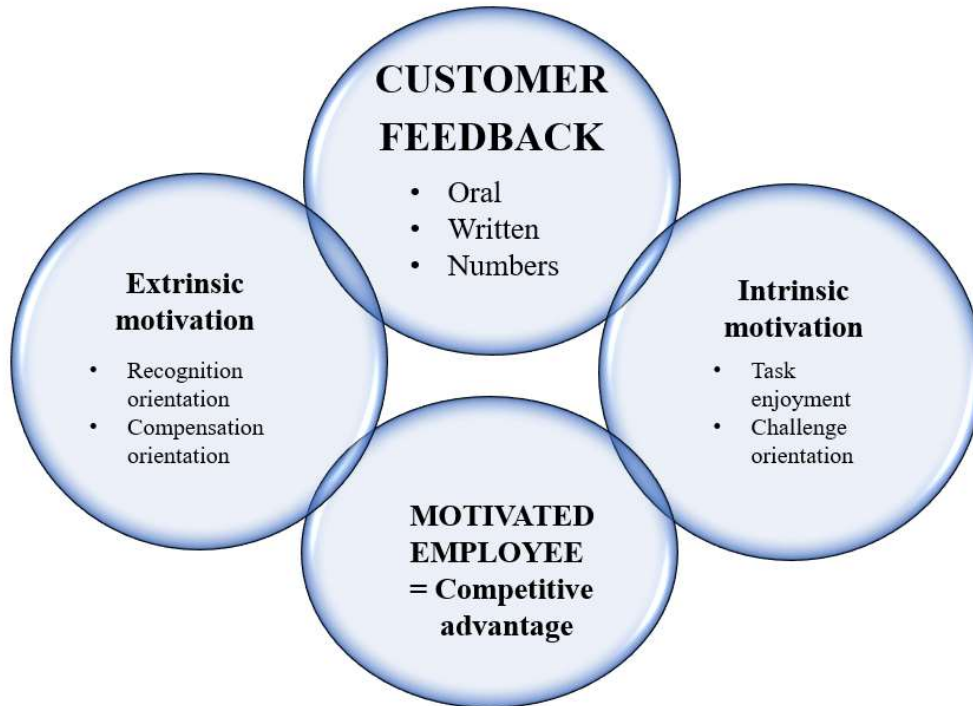 CUSTOMER
FEEDBACK
• Oral
• Written
• Numbers
Extrinsic
motivation
• Recognition
orientation
• Compensation
orientation
Intrinsic
motivation
• Task
enjoyment
• Challenge
orientation
MOTIVATED
EMPLOYEE
= Competitive
advantage